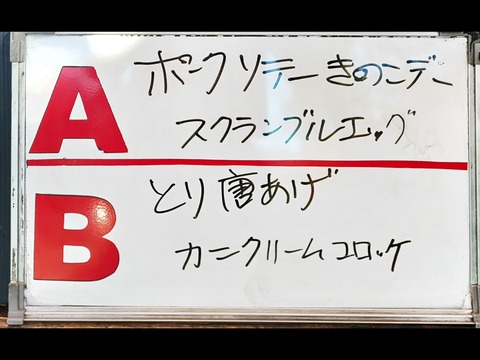 A
ポークソテーきのこデー
スクランブルエッグ
B
とり唐あげ
カニクリームコロッケ